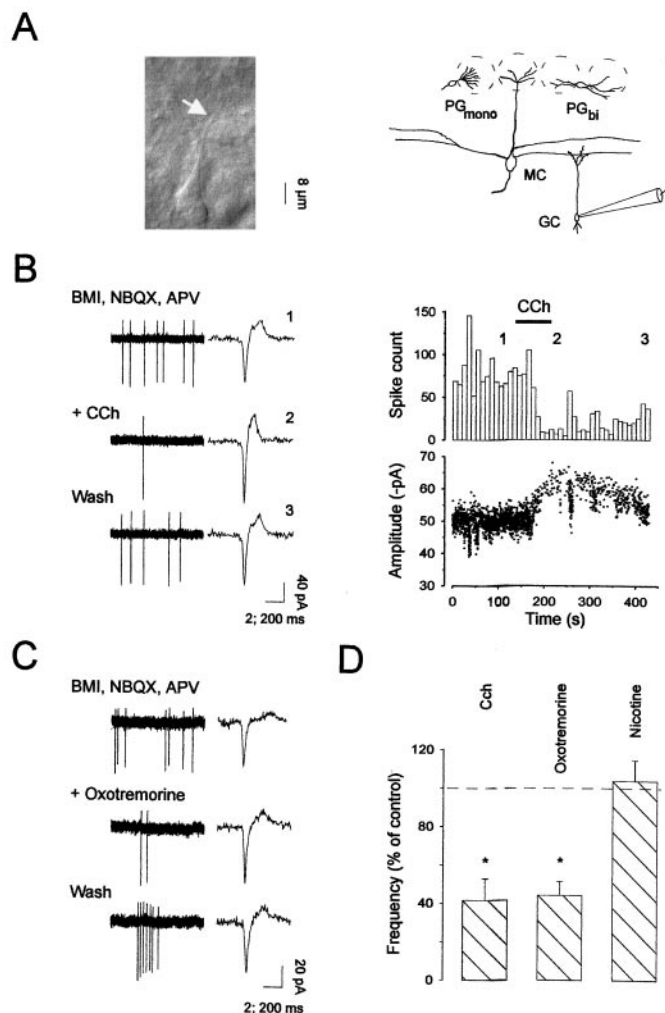 A
8 µm
PGmono
PGbi
MC
GC
B
BMI, NBQX, APV
1
+ CCh
2
Wash
3
40 pA
2; 200 ms
CCh
1 2 3
Spike count
150
100
50
0
Amplitude (-pA)
70
60
50
40
30
0 100 200 300 400
Time (s)
C
BMI, NBQX, APV
+ Oxotremorine
Wash
20 pA
2; 200 ms
D
Cch
Oxotremorine
Nicotine
Frequency (% of control)
120
80
40
0
* *